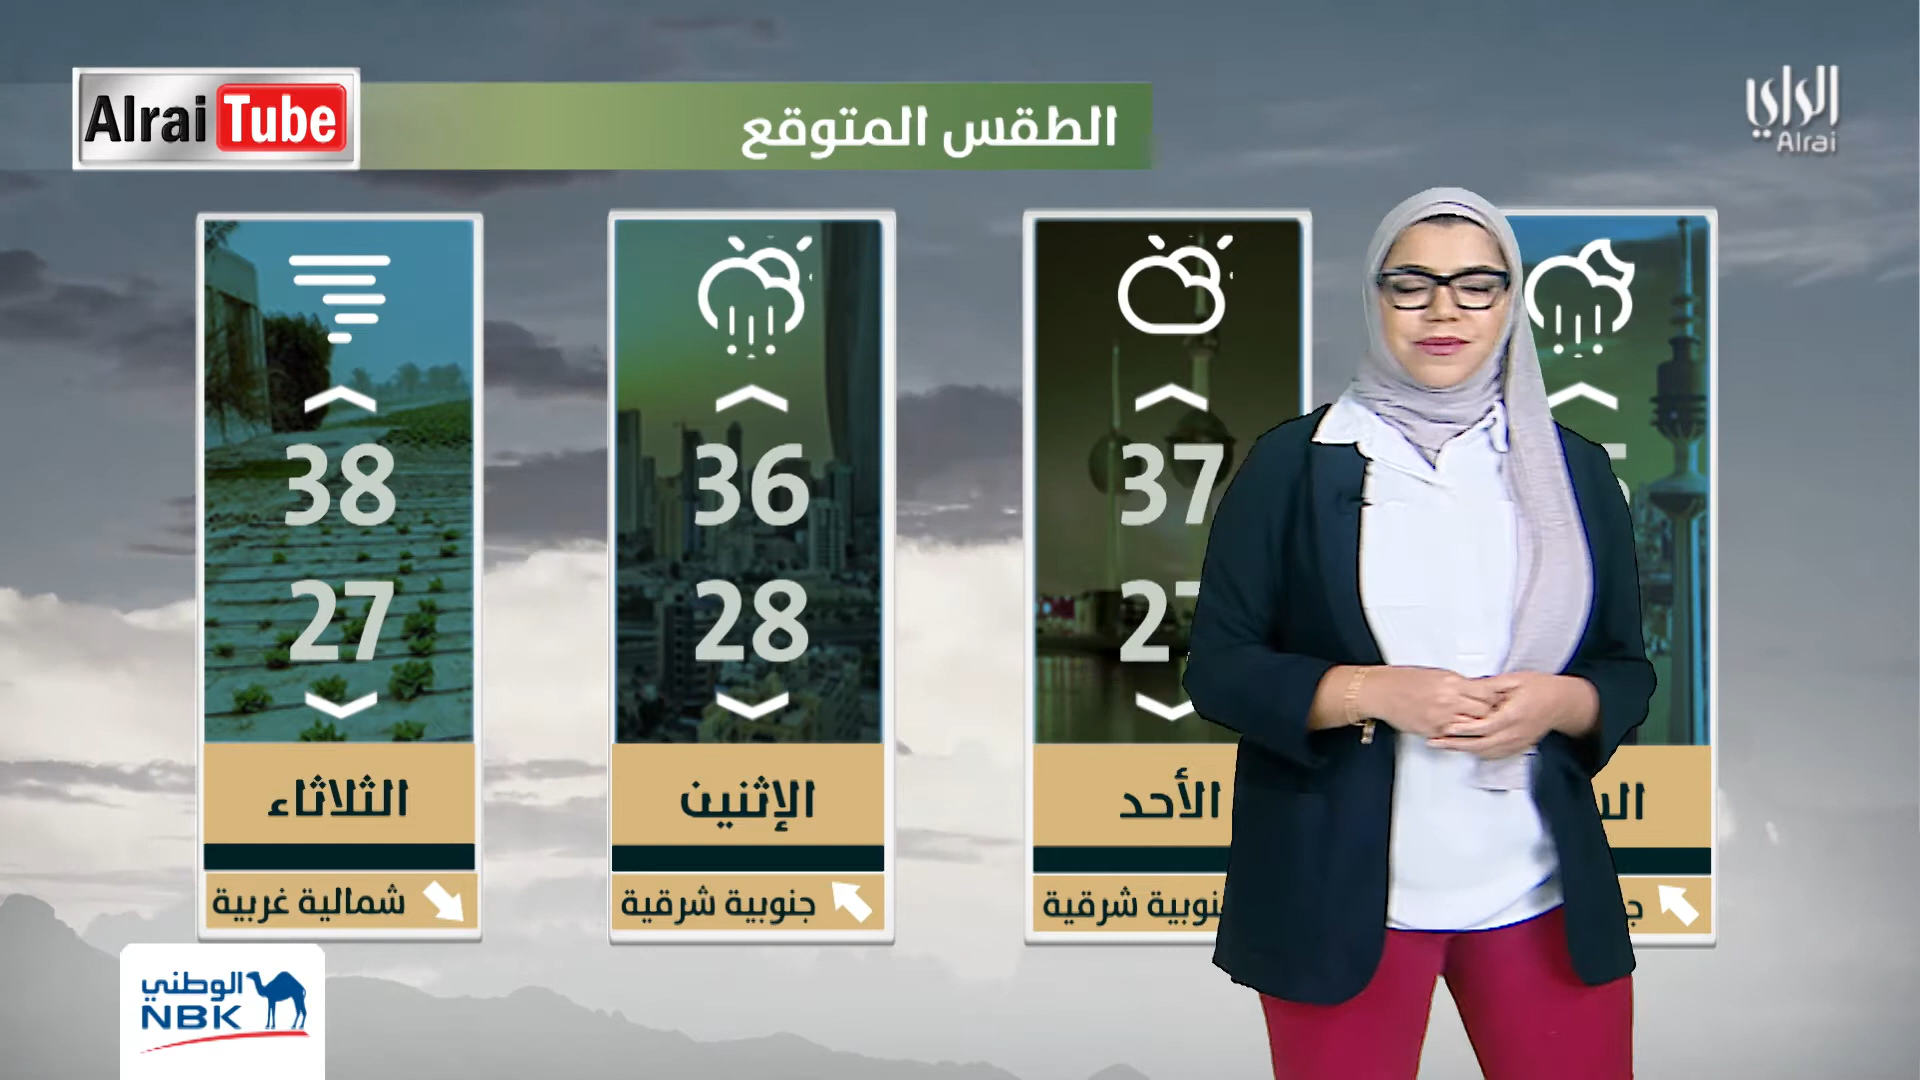 Alrai Tube
الطقس المتوقع
الراي
Alrai
37
الأحد
شرقية
36
28
الإثنين
جنوبية شرقية
38
27
الثلاثاء
شمالية غربية
الوطني
NBK